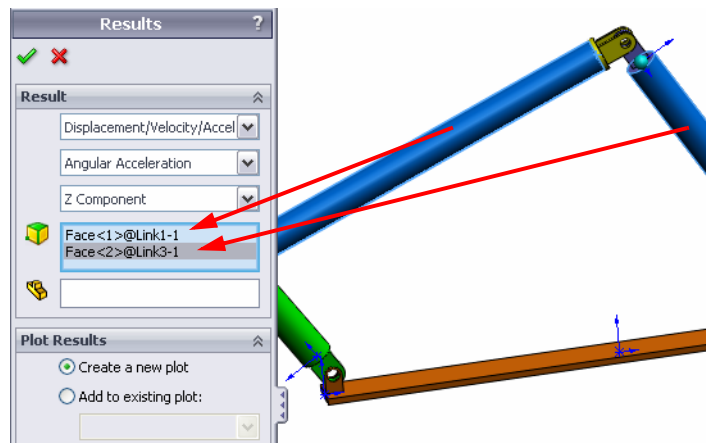 Results ?
Result
Displacement/Velocity/Accel
Angular Acceleration
Z Component
Face<1>@Link1-1
Face<2>@Link3-1
Plot Results
Create a new plot
Add to existing plot: